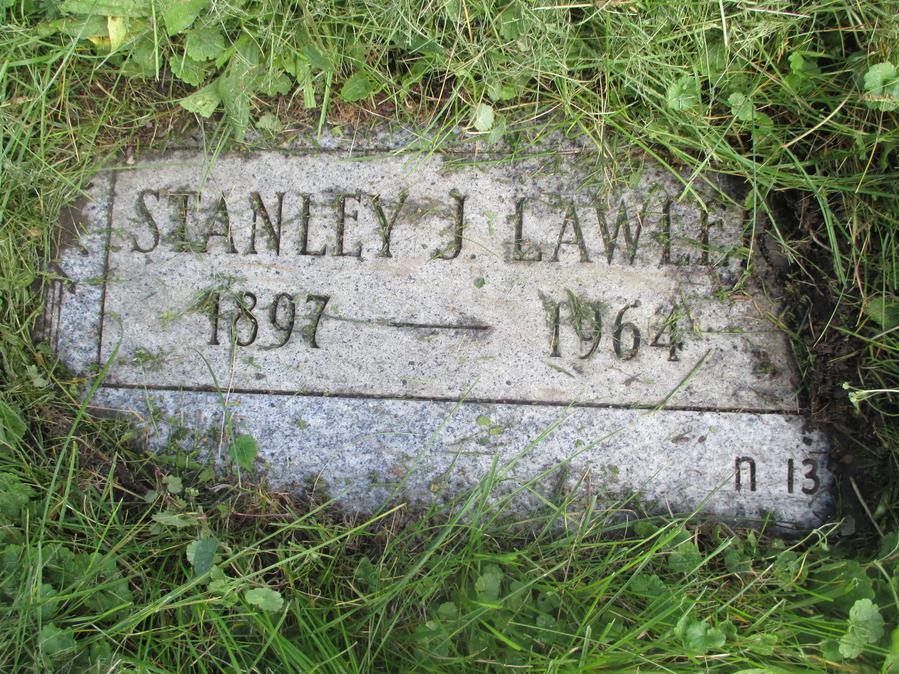 STANLEY J.
1897 — 1964
n 13